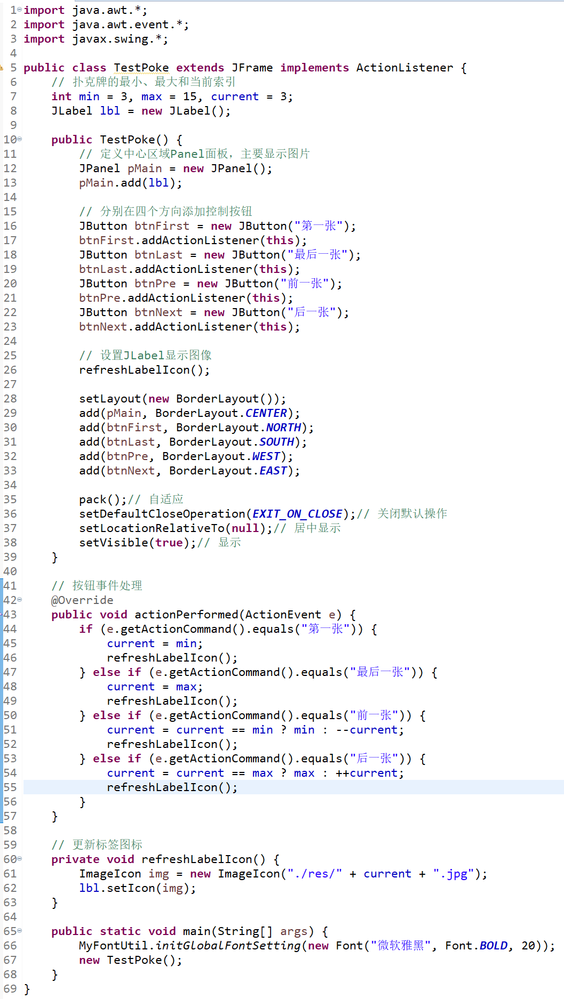 1 import java.awt.*;
2 import java.awt.event.*;
3 import javax.swing.*;
4
5 public class TestPoke extends JFrame implements ActionListener {
6     // 扑克牌的最小、最大和当前索引
7     int min = 3, max = 15, current = 3;
8     JLabel lbl = new JLabel();
9
10     public TestPoke() {
11         // 定义中心区域Panel面板，主要显示图片
12         JPanel pMain = new JPanel();
13         pMain.add(lbl);
14
15         // 分别在四个方向添加控制按钮
16         JButton btnFirst = new JButton("第一张");
17         btnFirst.addActionListener(this);
18         JButton btnLast = new JButton("最后一张");
19         btnLast.addActionListener(this);
20         JButton btnPre = new JButton("前一张");
21         btnPre.addActionListener(this);
22         JButton btnNext = new JButton("后一张");
23         btnNext.addActionListener(this);
24
25         // 设置JLabel显示图像
26         refreshLabelIcon();
27
28         setLayout(new BorderLayout());
29         add(pMain, BorderLayout.CENTER);
30         add(btnFirst, BorderLayout.NORTH);
31         add(btnLast, BorderLayout.SOUTH);
32         add(btnPre, BorderLayout.WEST);
33         add(btnNext, BorderLayout.EAST);
34
35         pack();// 自适应
36         setDefaultCloseOperation(EXIT_ON_CLOSE);// 关闭默认操作
37         setLocationRelativeTo(null);// 居中显示
38         setVisible(true);// 显示
39     }
40
41     // 按钮事件处理
42     @Override
43     public void actionPerformed(ActionEvent e) {
44         if (e.getActionCommand().equals("第一张")) {
45             current = min;
46             refreshLabelIcon();
47         } else if (e.getActionCommand().equals("最后一张")) {
48             current = max;
49             refreshLabelIcon();
50         } else if (e.getActionCommand().equals("前一张")) {
51             current = current == min ? min : --current;
52             refreshLabelIcon();
53         } else if (e.getActionCommand().equals("后一张")) {
54             current = current == max ? max : ++current;
55             refreshLabelIcon();
56         }
57     }
58
59     // 更新标签图标
60     private void refreshLabelIcon() {
61         ImageIcon img = new ImageIcon("./res/" + current + ".jpg");
62         lbl.setIcon(img);
63     }
64
65     public static void main(String[] args) {
66         MyFontUtil.initGlobalFontSetting(new Font("微软雅黑", Font.BOLD, 20));
67         new TestPoke();
68     }
69 }